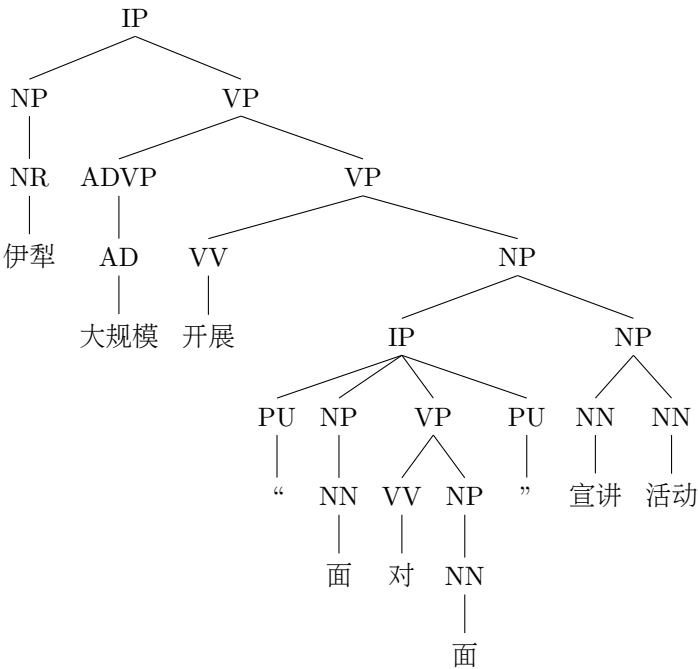 IP
NP VP
NR ADVP VP
伊犁 AD VV NP
大规模 开展 IP NP
PU NP VP PU NN NN
“ NN VV NP ” 宣讲 活动
面 对 NN
面